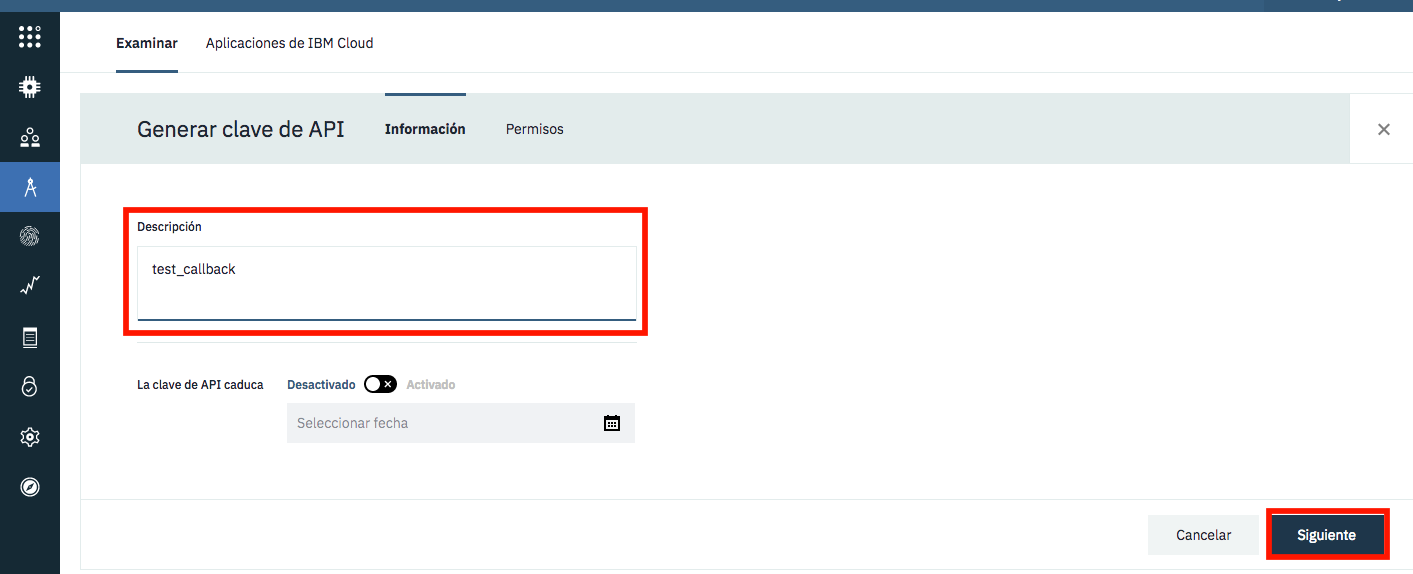 Examinar Aplicaciones de IBM Cloud
Generar clave de API Información Permisos
Descripción
test_callback
La clave de API caduca Desactivado Activado
Seleccionar fecha
Cancelar Siguiente